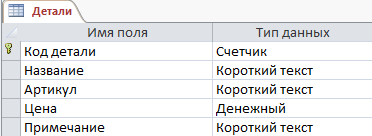 Детали
Имя поля Тип данных
Код детали Счетчик
Название Короткий текст
Артикул Короткий текст
Цена Денежный
Примечание Короткий текст